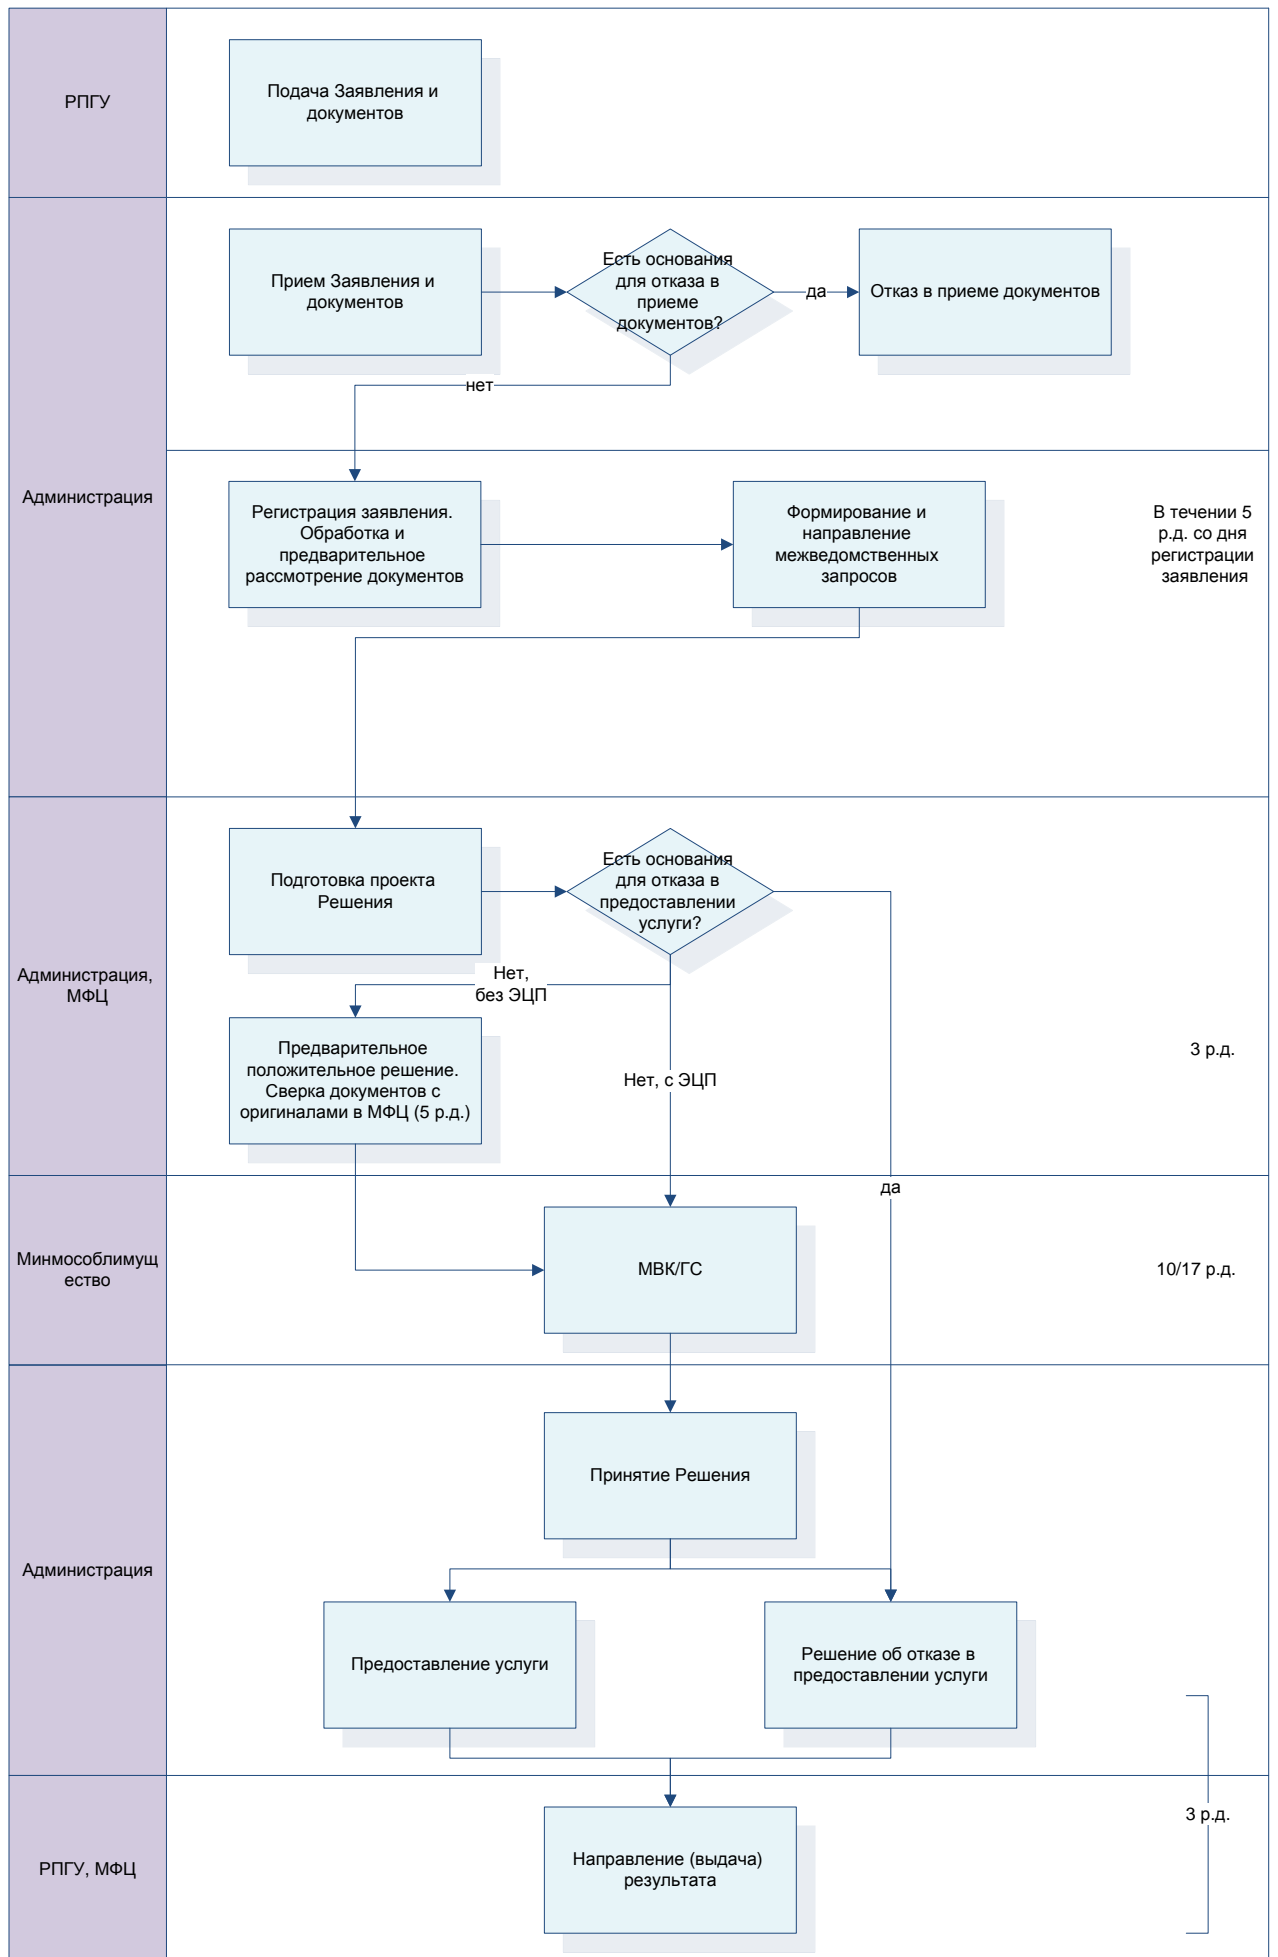 РПГУ
Подача Заявления и
документов
Администрация
Прием Заявления и
документов
Есть основания
для отказа в
приеме
документов?
да
Отказ в приеме документов
нет
Регистрация заявления.
Обработка и
предварительное
рассмотрение документов
Формирование и
направление
межведомственных
запросов
В течении 5
р.д. со дня
регистрации
заявления
Администрация,
МФЦ
Подготовка проекта
Решения
Есть основания
для отказа в
предоставлении
услуги?
Нет,
без ЭЦП
Предварительное
положительное решение.
Сверка документов с
оригиналами в МФЦ (5 р.д.)
Нет, с ЭЦП
3 р.д.
да
Минмособлимущ
ество
МВК/ГС
10/17 р.д.
Администрация
Принятие Решения
Предоставление услуги
Решение об отказе в
предоставлении услуги
3 р.д.
РПГУ, МФЦ
Направление (выдача)
результата